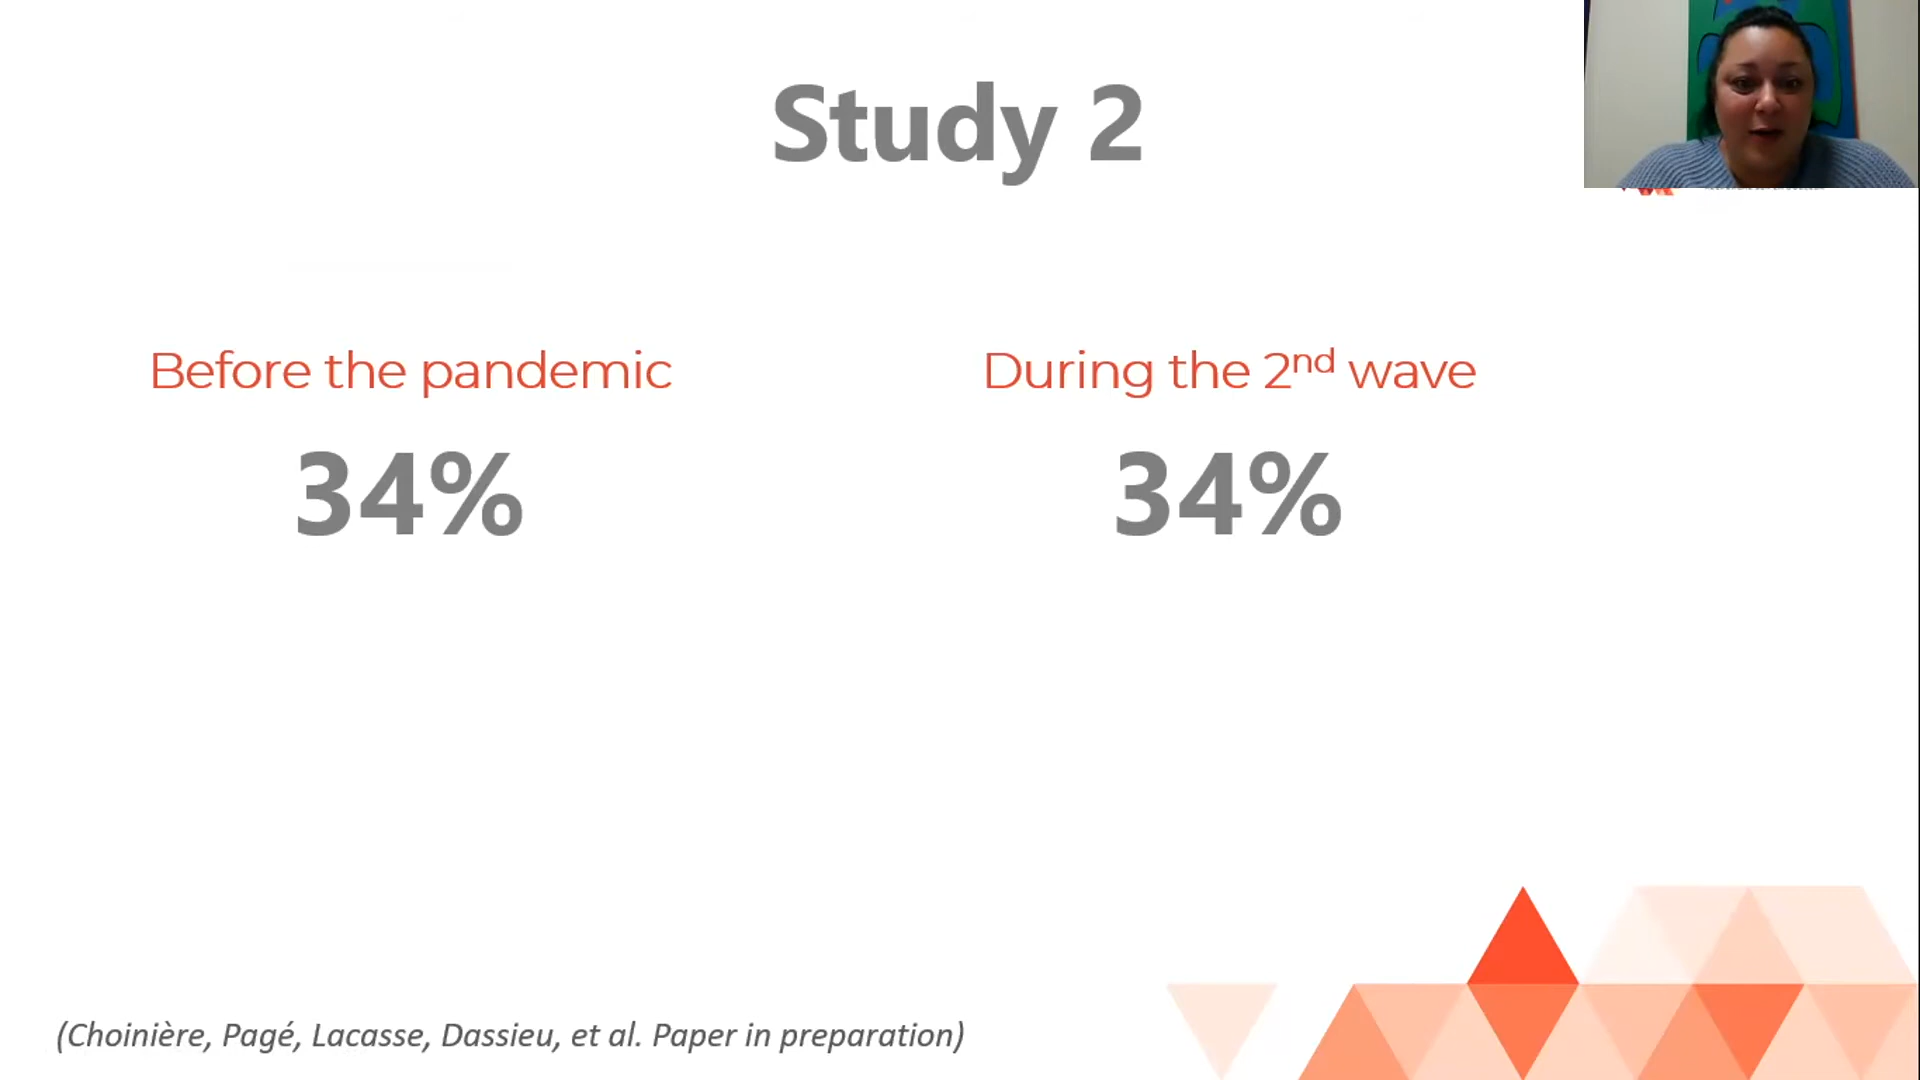 Study 2
Before the pandemic
During the 2nd wave
34%
34%
(Choinière, Pagé, Lacasse, Dassieu, et al. Paper in preparation)